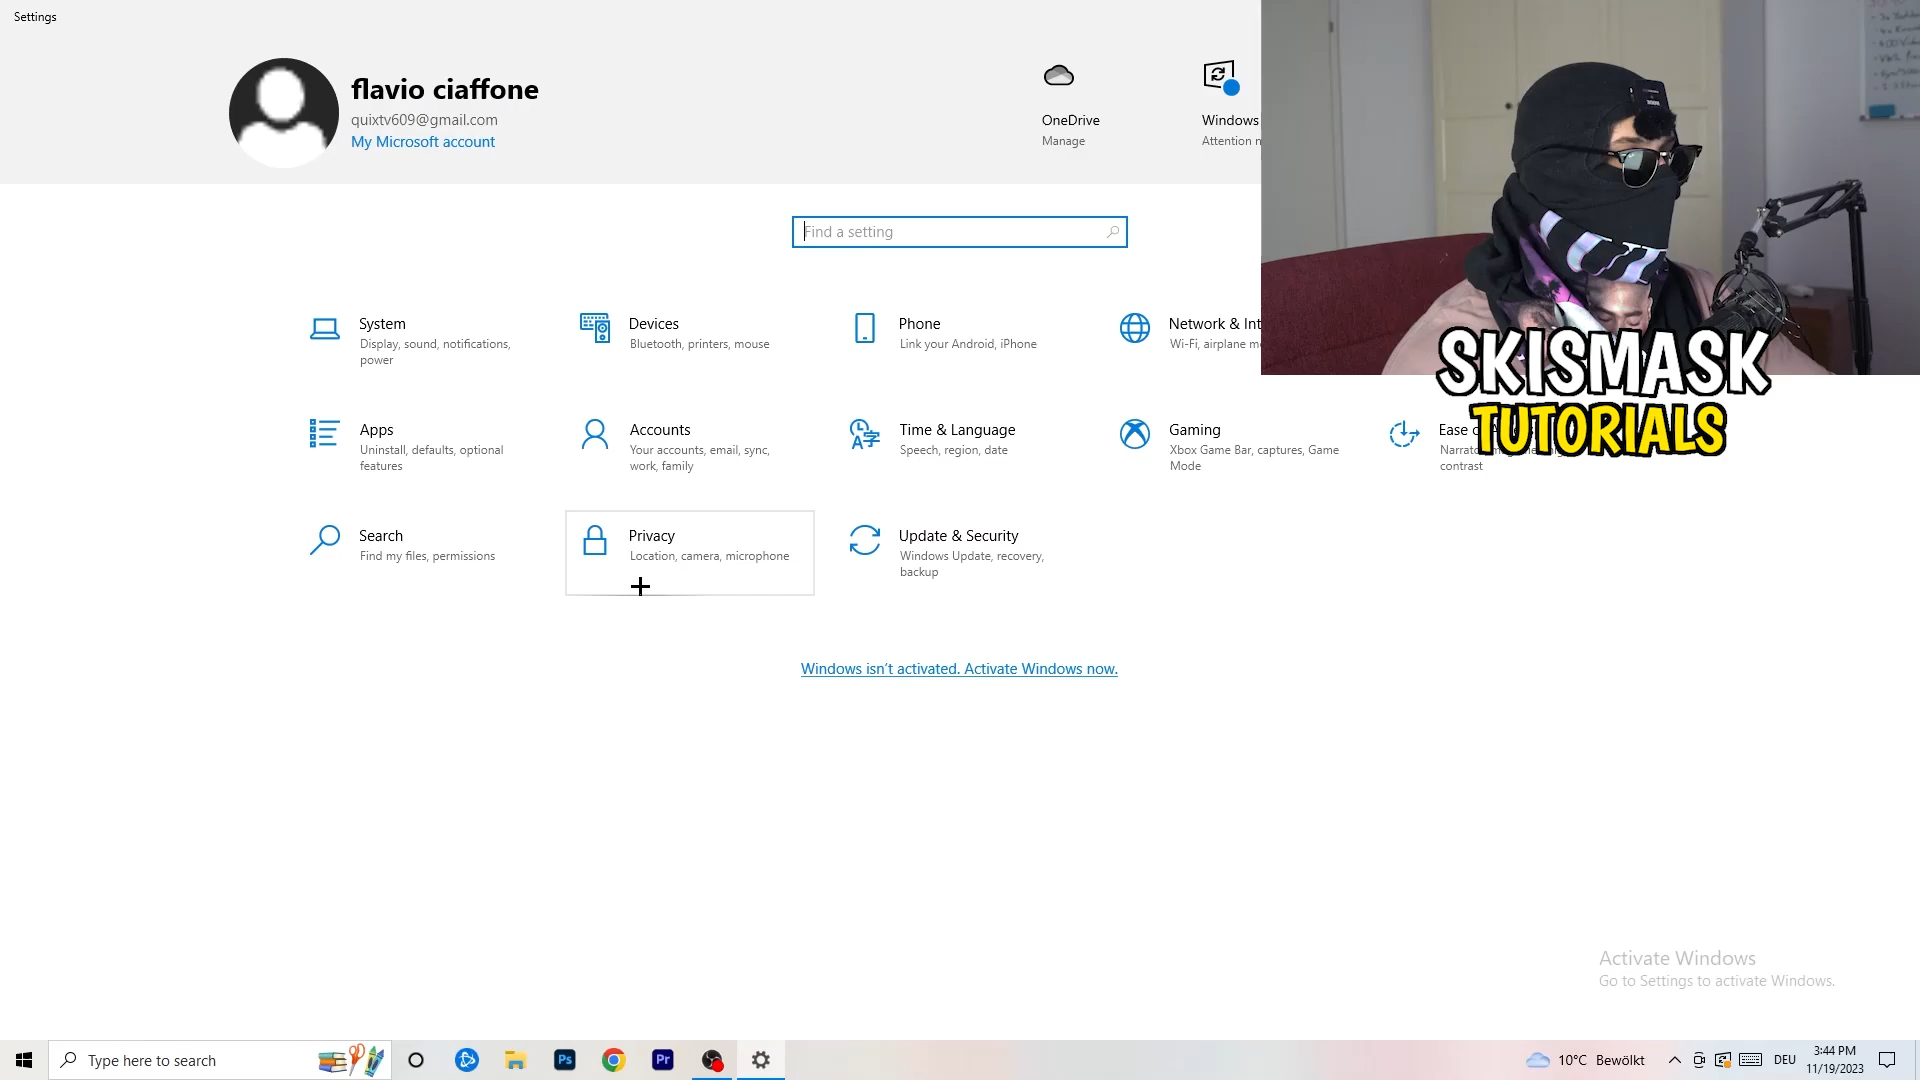 Settings
flavio ciaffone
quixtv609@gmail.com
My Microsoft account
OneDrive
Manage
Windows
Attention
Find a setting
System
Display, sound, notifications,
power
Devices
Bluetooth, printers, mouse
Phone
Link your Android, iPhone
Network & Int
Wi-Fi, airplane
SKISMASK
TUTORIALS
Apps
Uninstall, defaults, optional
features
Accounts
Your accounts, email, sync,
work, family
Time & Language
Speech, region, date
Gaming
Xbox Game Bar, captures, Game
Mode
Ease
contrast
Search
Find my files, permissions
Privacy
Location, camera, microphone
Update & Security
Windows Update, recovery,
backup
Windows isn't activated. Activate Windows now.
Activate Windows
Go to Settings to activate Windows.
Type here to search
Ps
Pr
10°C Bewölkt
DEU
3:44 PM
11/19/2023